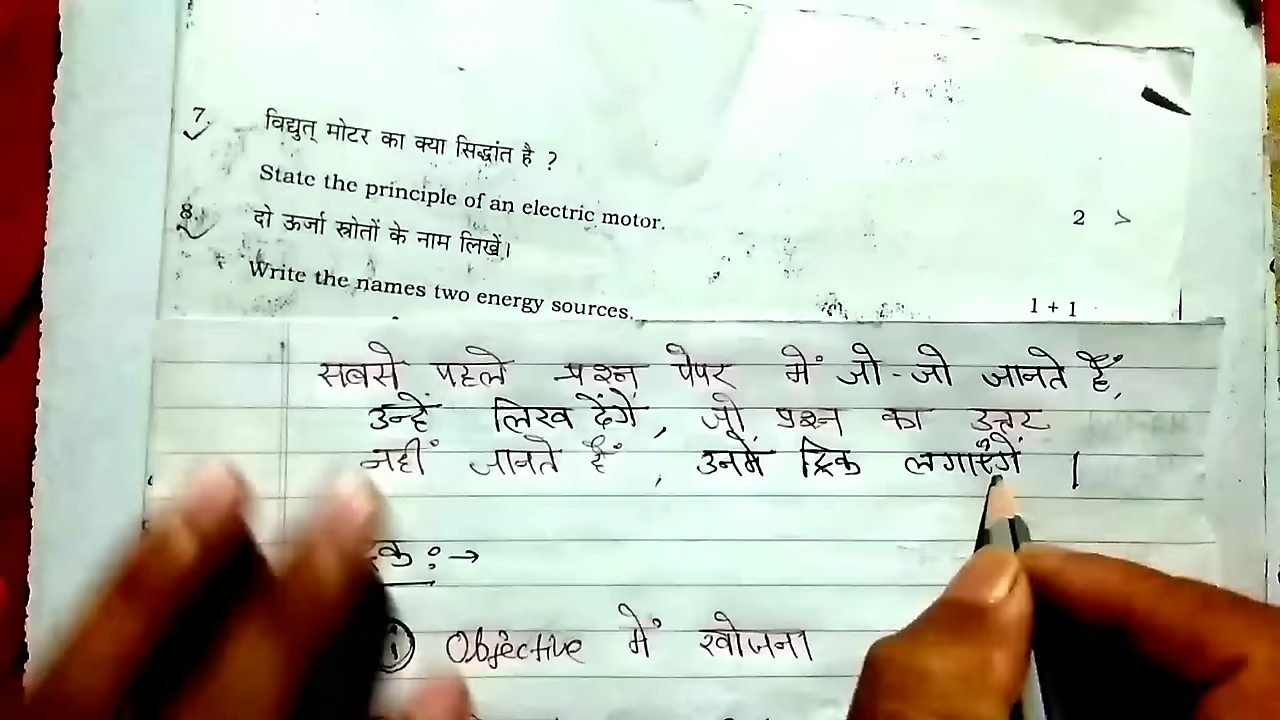 7. विद्युत् मोटर का क्या सिद्धांत है ?
State the principle of an electric motor. 2
8. दो ऊर्जा स्रोतों के नाम लिखें।
Write the names two energy sources. 1 + 1
सबसे पहले प्रश्न पेपर में जो-जो जानते हैं,
उन्हें लिख देंगें, जो प्रश्न का उत्तर
नहीं जानते हैं, उनमें ट्रिक लगाएँगें ।
① Objective में खोजना